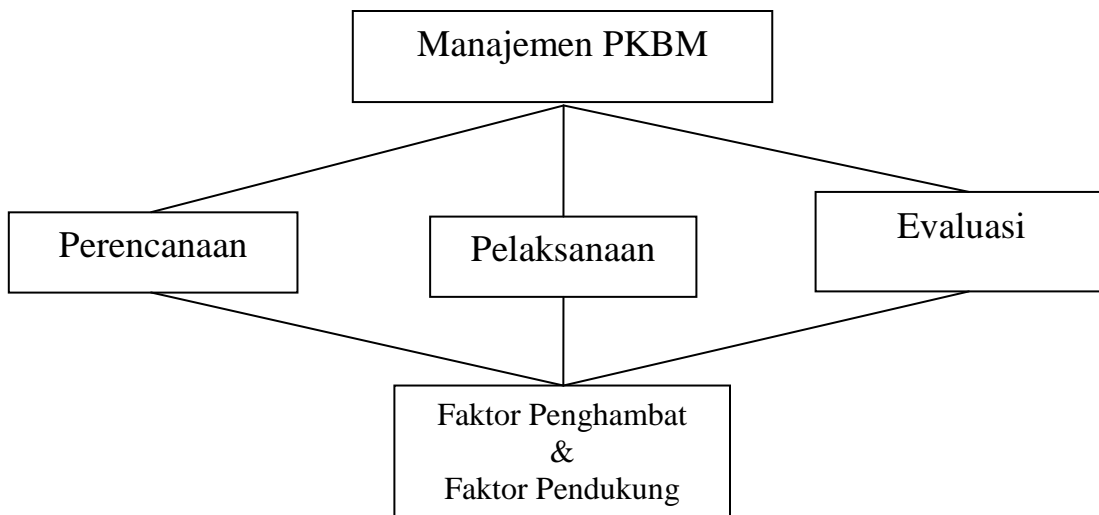 Manajemen PKBM
Perencanaan
Pelaksanaan
Evaluasi
Faktor Penghambat
&
Faktor Pendukung